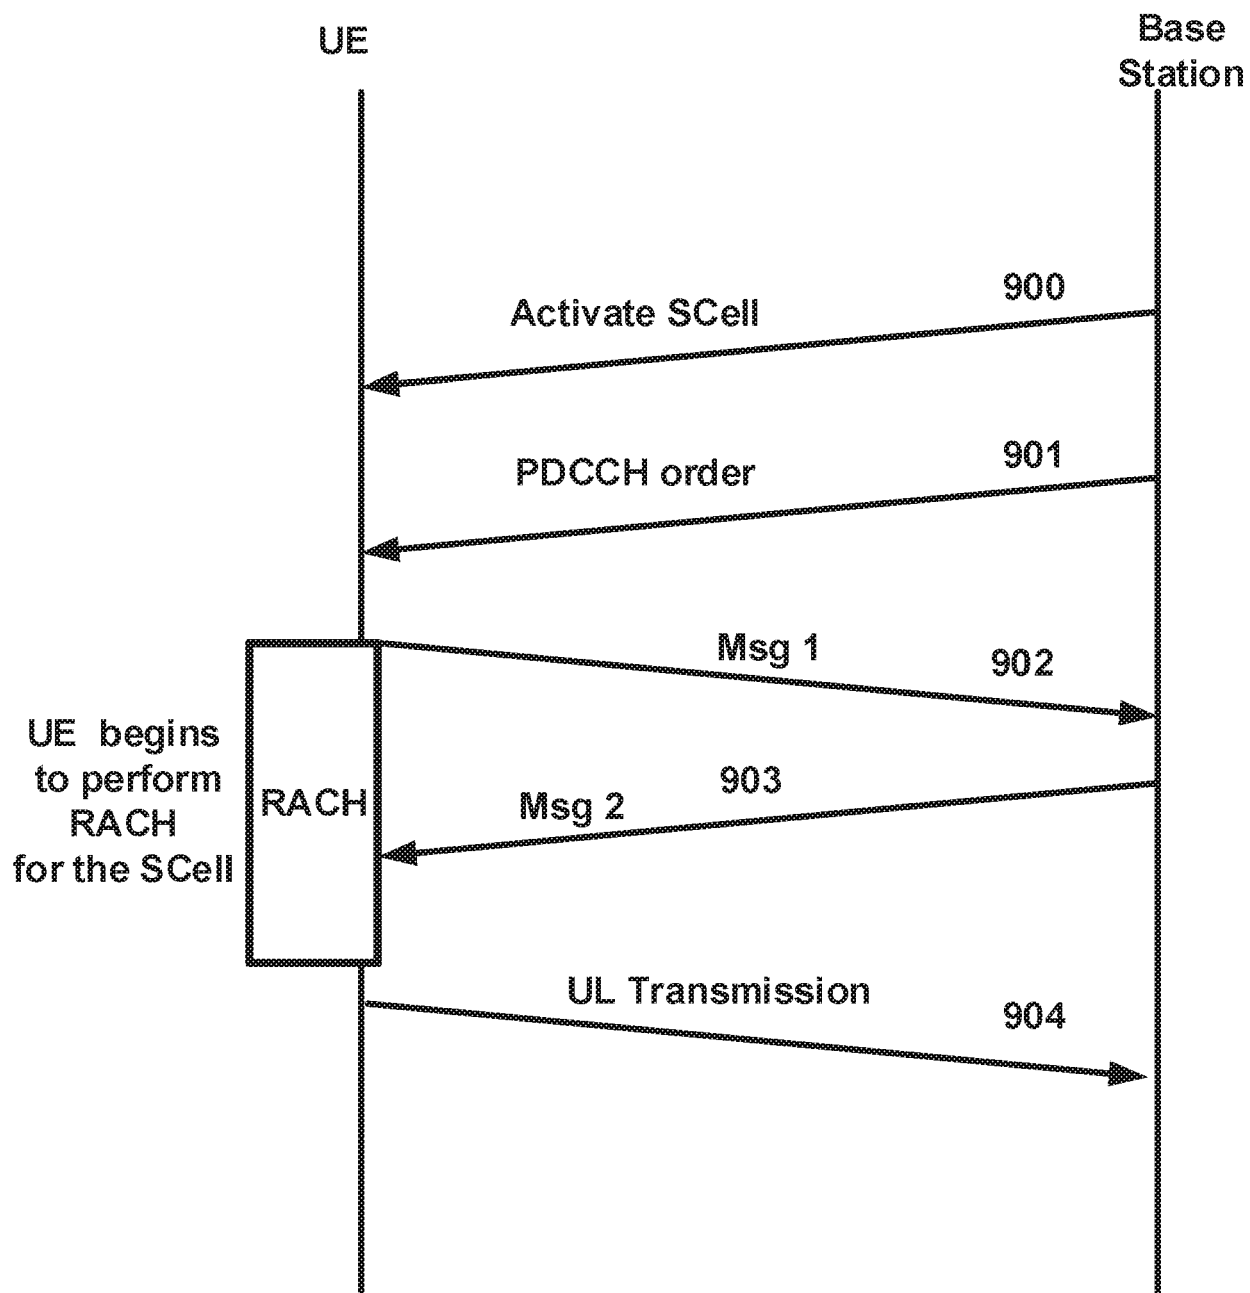 UE
Base
Station
900
Activate SCell
901
PDCCH order
Msg 1
902
UE begins
to perform
RACH
for the SCell
RACH
903
Msg 2
UL Transmission
904